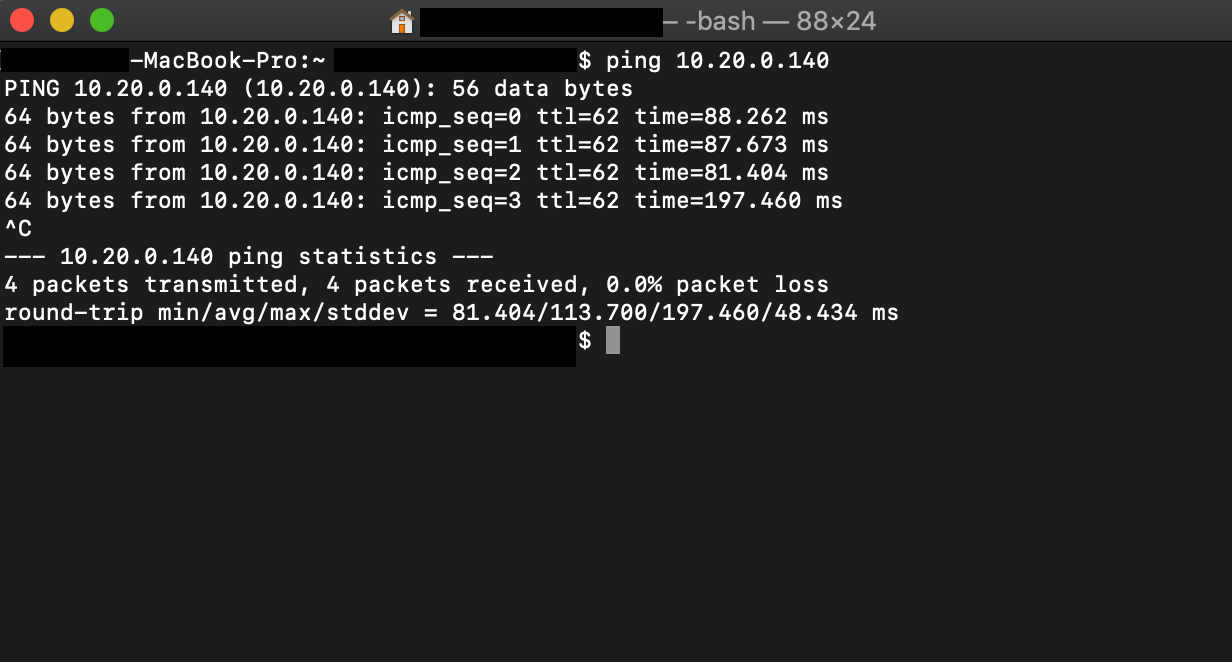 — -bash — 88×24
-MacBook-Pro:~ $ ping 10.20.0.140
PING 10.20.0.140 (10.20.0.140): 56 data bytes
64 bytes from 10.20.0.140: icmp_seq=0 ttl=62 time=88.262 ms
64 bytes from 10.20.0.140: icmp_seq=1 ttl=62 time=87.673 ms
64 bytes from 10.20.0.140: icmp_seq=2 ttl=62 time=81.404 ms
64 bytes from 10.20.0.140: icmp_seq=3 ttl=62 time=197.460 ms
^C
--- 10.20.0.140 ping statistics ---
4 packets transmitted, 4 packets received, 0.0% packet loss
round-trip min/avg/max/stddev = 81.404/113.700/197.460/48.434 ms
$